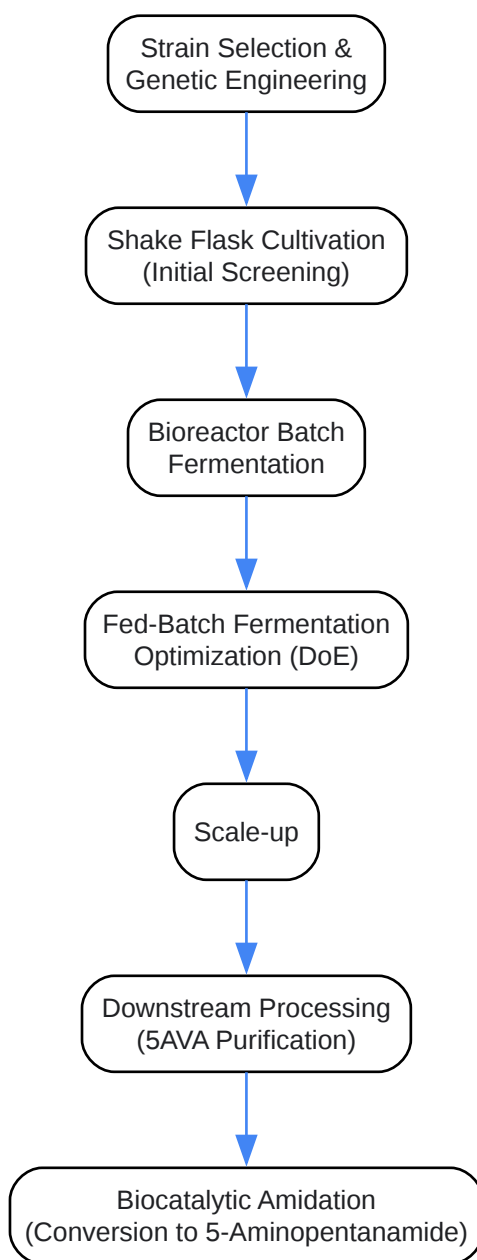 Strain Selection &
Genetic Engineering
Shake Flask Cultivation
(Initial Screening)
Bioreactor Batch
Fermentation
Fed-Batch Fermentation
Optimization (DoE)
Scale-up
Downstream Processing
(5AVA Purification)
Biocatalytic Amidation
(Conversion to 5-Aminopentanamide)